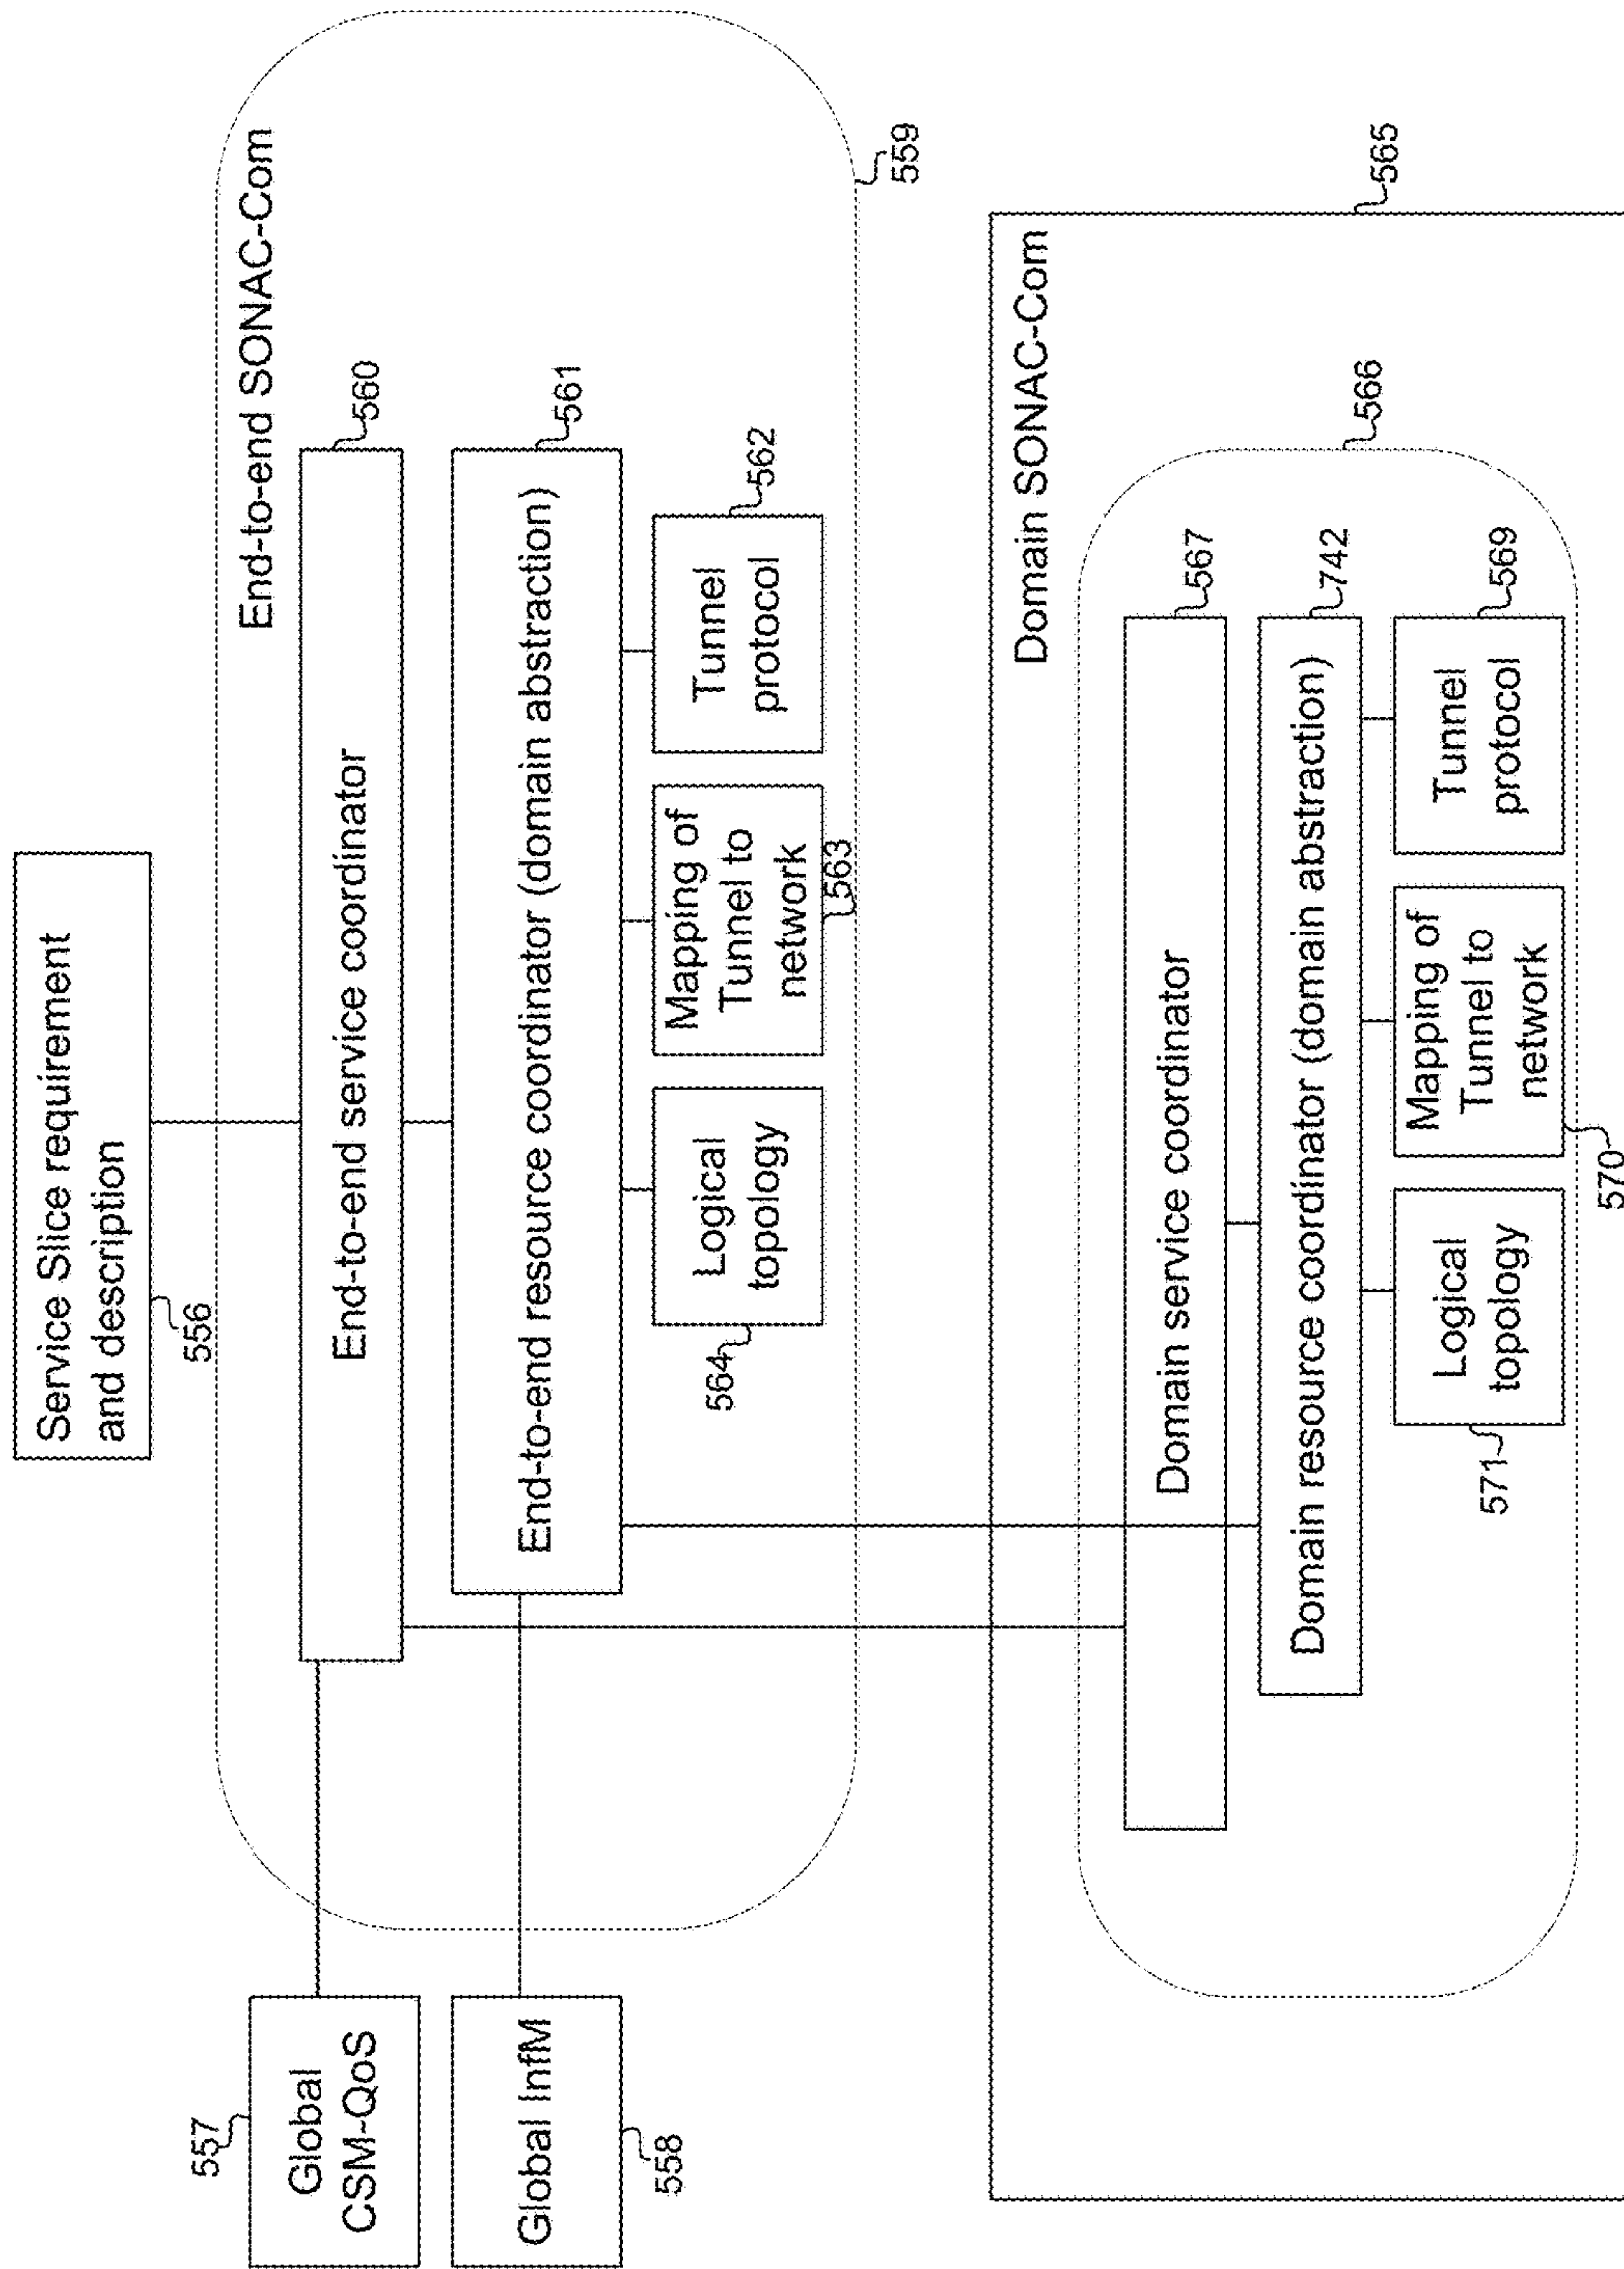 Service Slice requirement
and description
556
557
Global
CSM-QoS
Global InfM
558
End-to-end SONAC-Com
End-to-end service coordinator
560
End-to-end resource coordinator (domain abstraction)
561
564
Logical
topology
Mapping of
Tunnel to
network
563
Tunnel
protocol
562
559
Domain SONAC-Com
565
566
Domain service coordinator
567
Domain resource coordinator (domain abstraction)
742
571
Logical
topology
Mapping of
Tunnel to
network
570
Tunnel
protocol
569